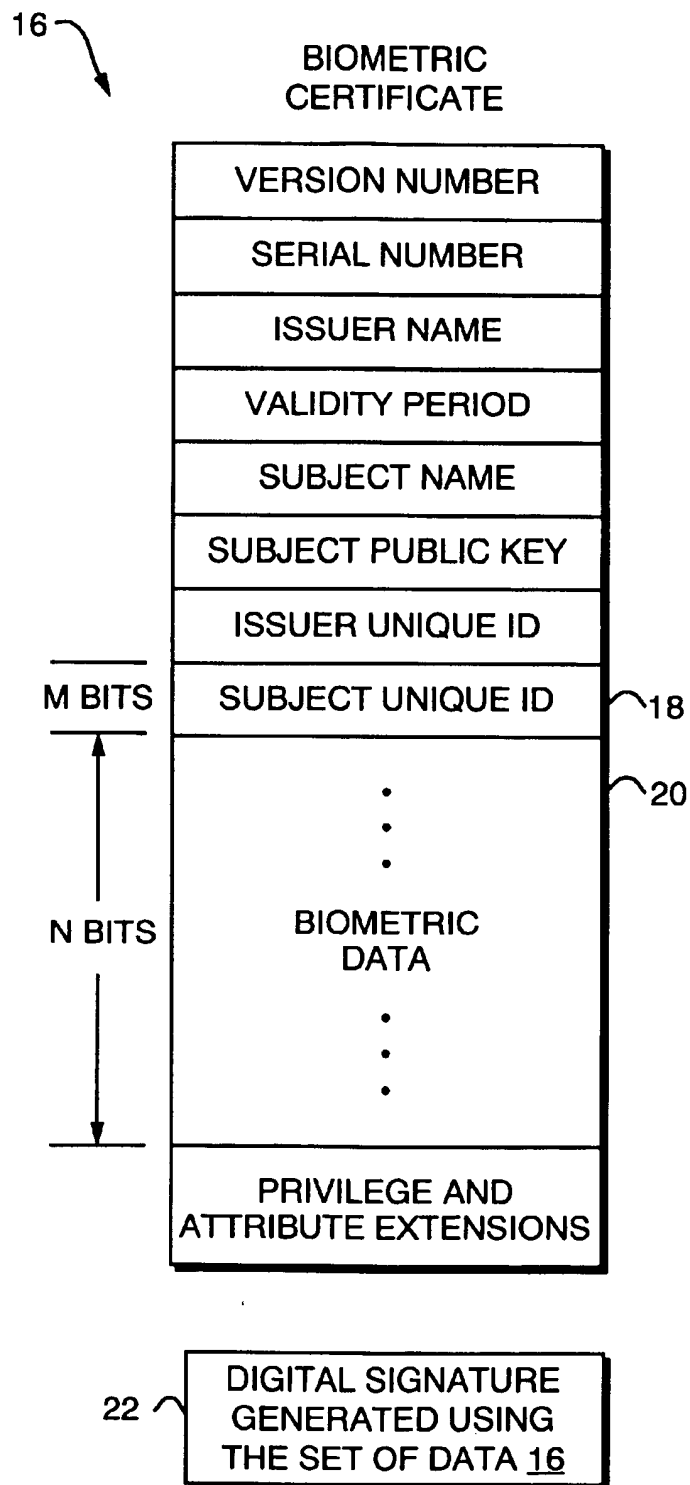 16
BIOMETRIC
CERTIFICATE
VERSION NUMBER
SERIAL NUMBER
ISSUER NAME
VALIDITY PERIOD
SUBJECT NAME
SUBJECT PUBLIC KEY
ISSUER UNIQUE ID
M BITS
SUBJECT UNIQUE ID
18
20
N BITS
BIOMETRIC
DATA
PRIVILEGE AND
ATTRIBUTE EXTENSIONS
22
DIGITAL SIGNATURE
GENERATED USING
THE SET OF DATA 16